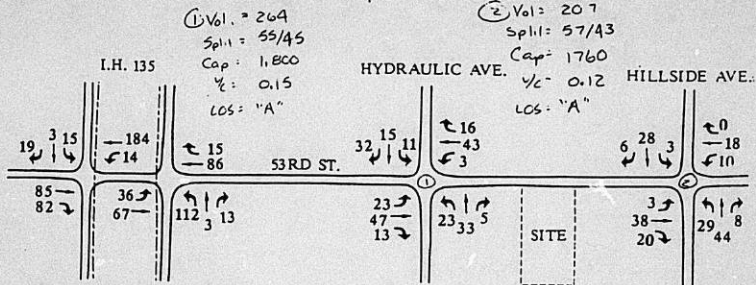 ① Vol. = 264
Split = 55/45
Cap: 1,800
v/c: 0.15
LOS: "A"
② Vol: 207
Split: 57/43
Cap: 1760
v/c- 0.12
LOS: "A"
I.H. 135
HYDRAULIC AVE.
HILLSIDE AVE.
19 3 15
184
14
15
86
53RD ST.
32 15 11
16
43
3
6 28 3
0
18
10
85
82
36
67
112 3 13
23
47
13
23 33 5
SITE
3
38
20
29 44 8
①
②